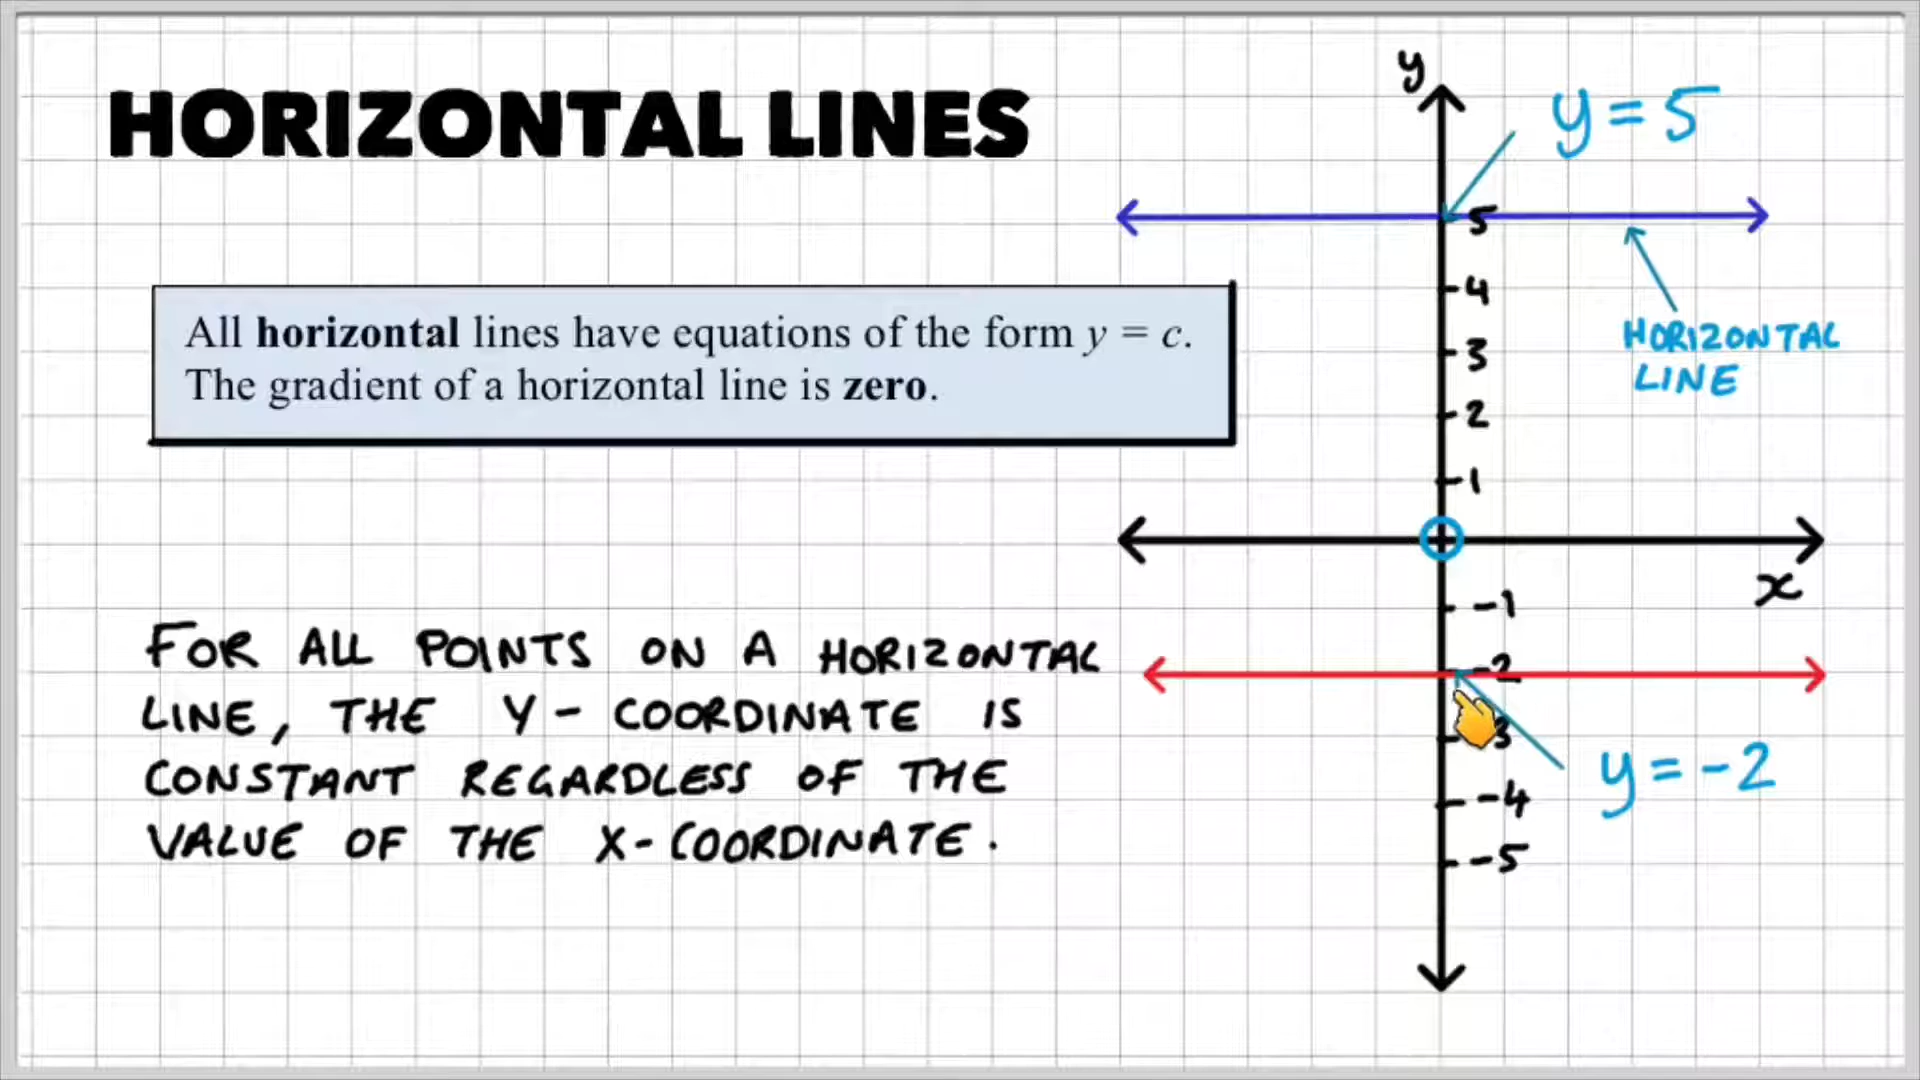 HORIZONTAL LINES
All horizontal lines have equations of the form y = c.
The gradient of a horizontal line is zero.
FOR ALL POINTS ON A HORIZONTAL
LINE, THE Y-COORDINATE IS
CONSTANT REGARDLESS OF THE
VALUE OF THE X-COORDINATE.
y
y = 5
5
4
HORIZONTAL
LINE
3
2
1
x
-1
-2
3
y = -2
-4
-5